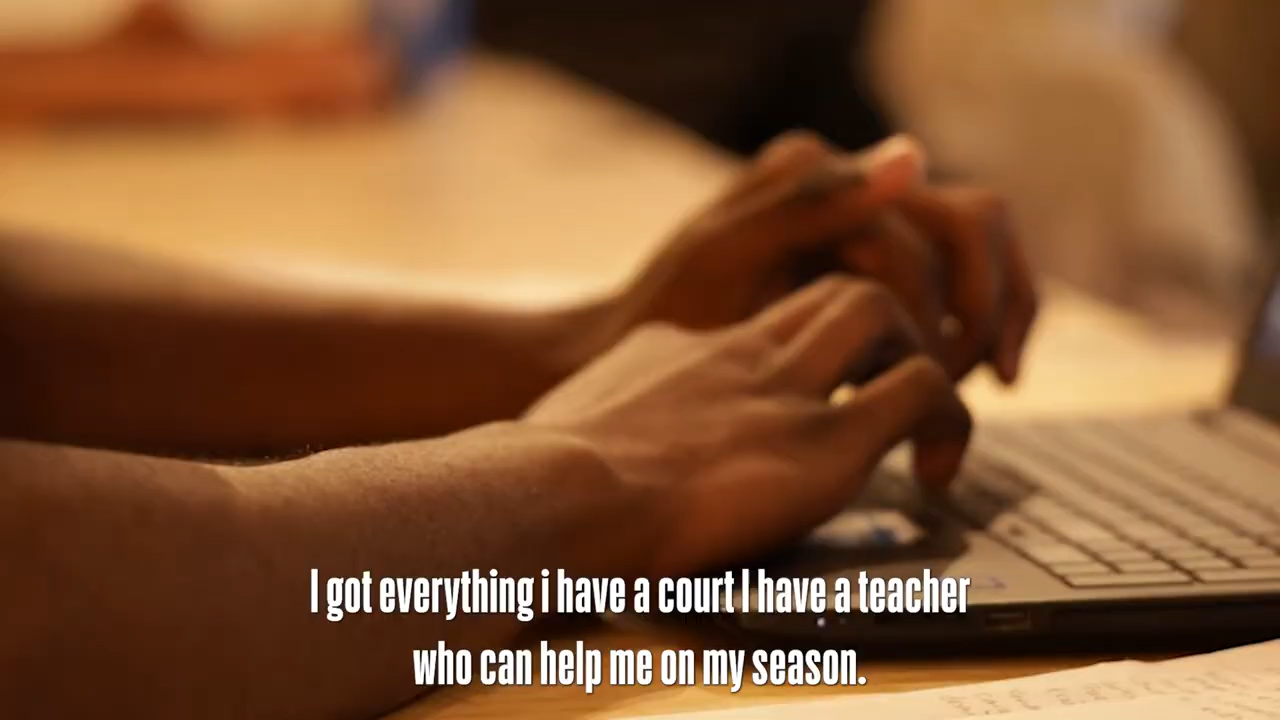 I got everything i have a court I have a teacher
who can help me on my season.